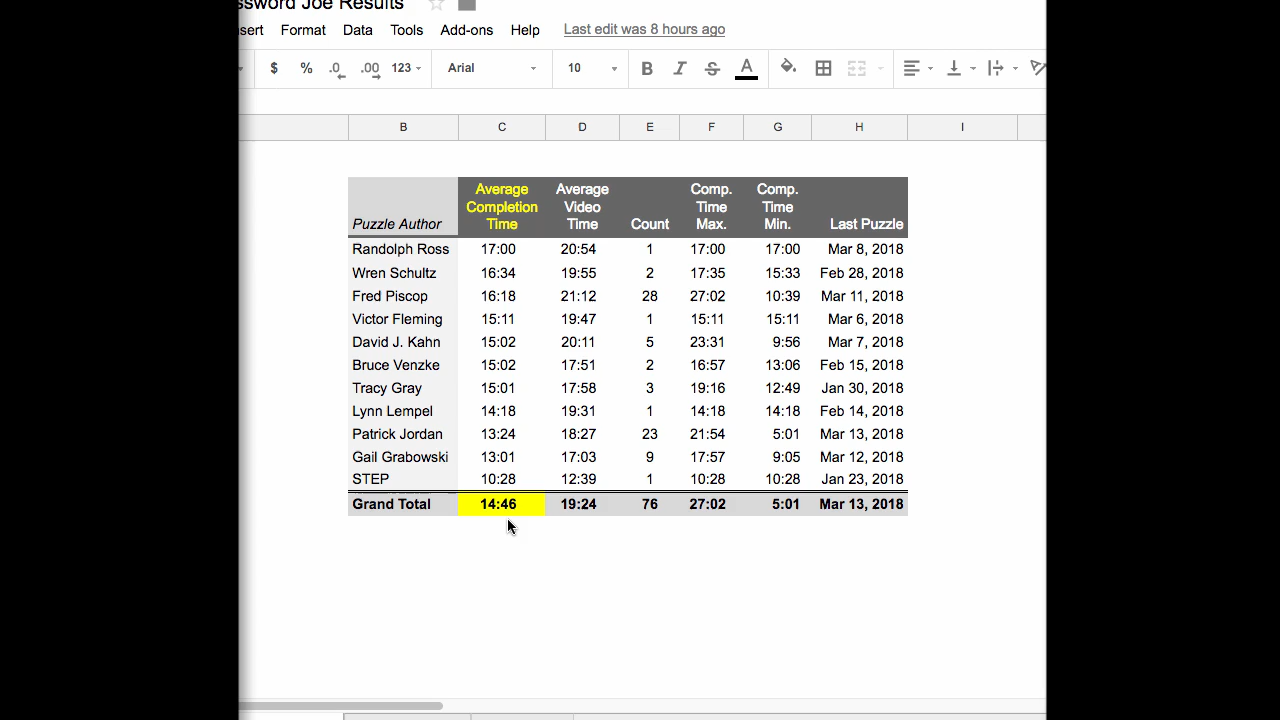 ssword Joe Results
sert Format Data Tools Add-ons Help Last edit was 8 hours ago
$ % .0 .00 123 Arial 10 B I S A
B C D E F G H I
Puzzle Author Average Completion Time Average Video Time Count Comp. Time Max. Comp. Time Min. Last Puzzle
Randolph Ross 17:00 20:54 1 17:00 17:00 Mar 8, 2018
Wren Schultz 16:34 19:55 2 17:35 15:33 Feb 28, 2018
Fred Piscop 16:18 21:12 28 27:02 10:39 Mar 11, 2018
Victor Fleming 15:11 19:47 1 15:11 15:11 Mar 6, 2018
David J. Kahn 15:02 20:11 5 23:31 9:56 Mar 7, 2018
Bruce Venzke 15:02 17:51 2 16:57 13:06 Feb 15, 2018
Tracy Gray 15:01 17:58 3 19:16 12:49 Jan 30, 2018
Lynn Lempel 14:18 19:31 1 14:18 14:18 Feb 14, 2018
Patrick Jordan 13:24 18:27 23 21:54 5:01 Mar 13, 2018
Gail Grabowski 13:01 17:03 9 17:57 9:05 Mar 12, 2018
STEP 10:28 12:39 1 10:28 10:28 Jan 23, 2018
Grand Total 14:46 19:24 76 27:02 5:01 Mar 13, 2018